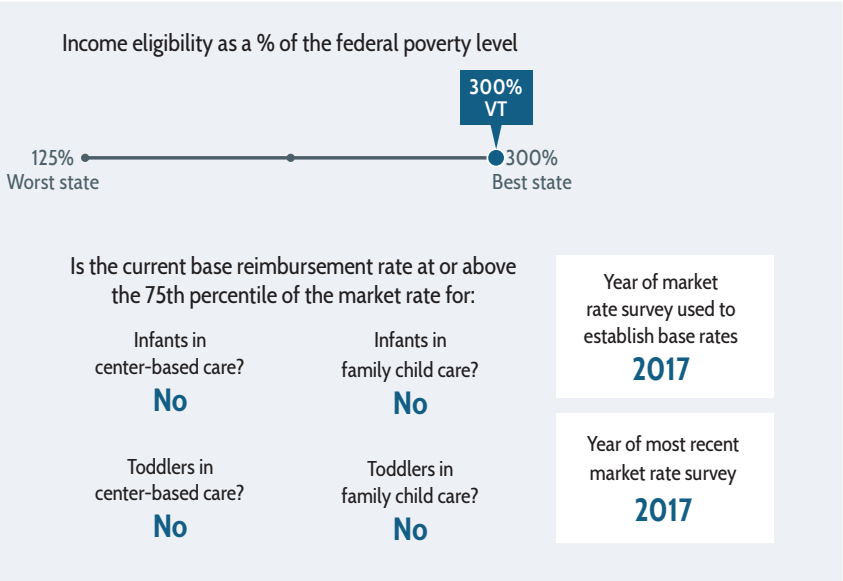 Income eligibility as a % of the federal poverty level
300%
VT
125%
Worst state
300%
Best state
Is the current base reimbursement rate at or above
the 75th percentile of the market rate for:
Infants in
center-based care?
No
Infants in
family child care?
No
Toddlers in
center-based care?
No
Toddlers in
family child care?
No
Year of market
rate survey used to
establish base rates
2017
Year of most recent
market rate survey
2017